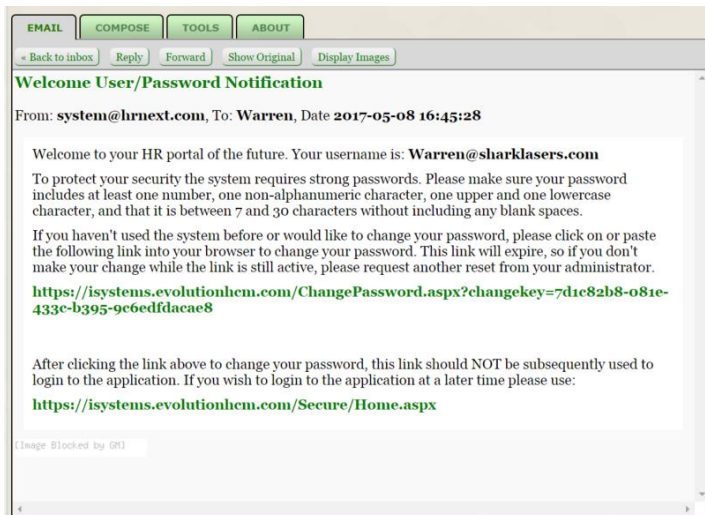 EMAIL COMPOSE TOOLS ABOUT
« Back to inbox Reply Forward Show Original Display Images
Welcome User/Password Notification
From: system@hrnext.com, To: Warren, Date 2017-05-08 16:45:28
Welcome to your HR portal of the future. Your username is: Warren@sharklasers.com
To protect your security the system requires strong passwords. Please make sure your password
includes at least one number, one non-alphanumeric character, one upper and one lowercase
character, and that it is between 7 and 30 characters without including any blank spaces.
If you haven't used the system before or would like to change your password, please click on or paste
the following link into your browser to change your password. This link will expire, so if you don't
make your change while the link is still active, please request another reset from your administrator.
https://isystems.evolutionhcm.com/ChangePassword.aspx?changekey=7d1c82b8-081e-
433c-b395-9c6edfdacae8
After clicking the link above to change your password, this link should NOT be subsequently used to
login to the application. If you wish to login to the application at a later time please use:
https://isystems.evolutionhcm.com/Secure/Home.aspx
[Image Blocked by GM]